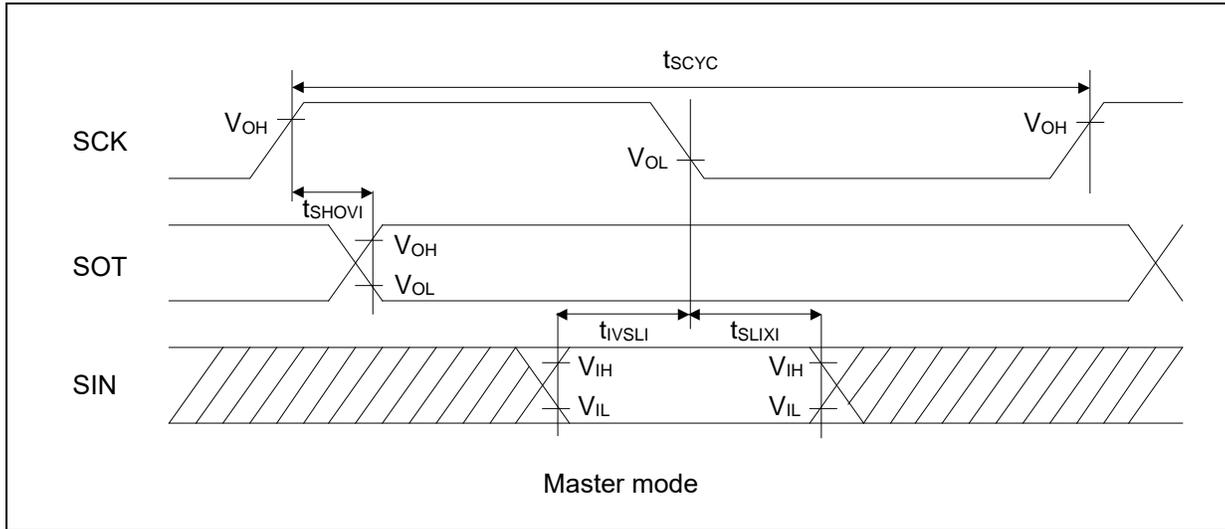 tSCYC
VOH
VOH
SCK
VOL
tSHOVI
VOH
SOT
VOL
tIVSLI tSLIXI
VIH VIH
SIN
VIL VIL
Master mode